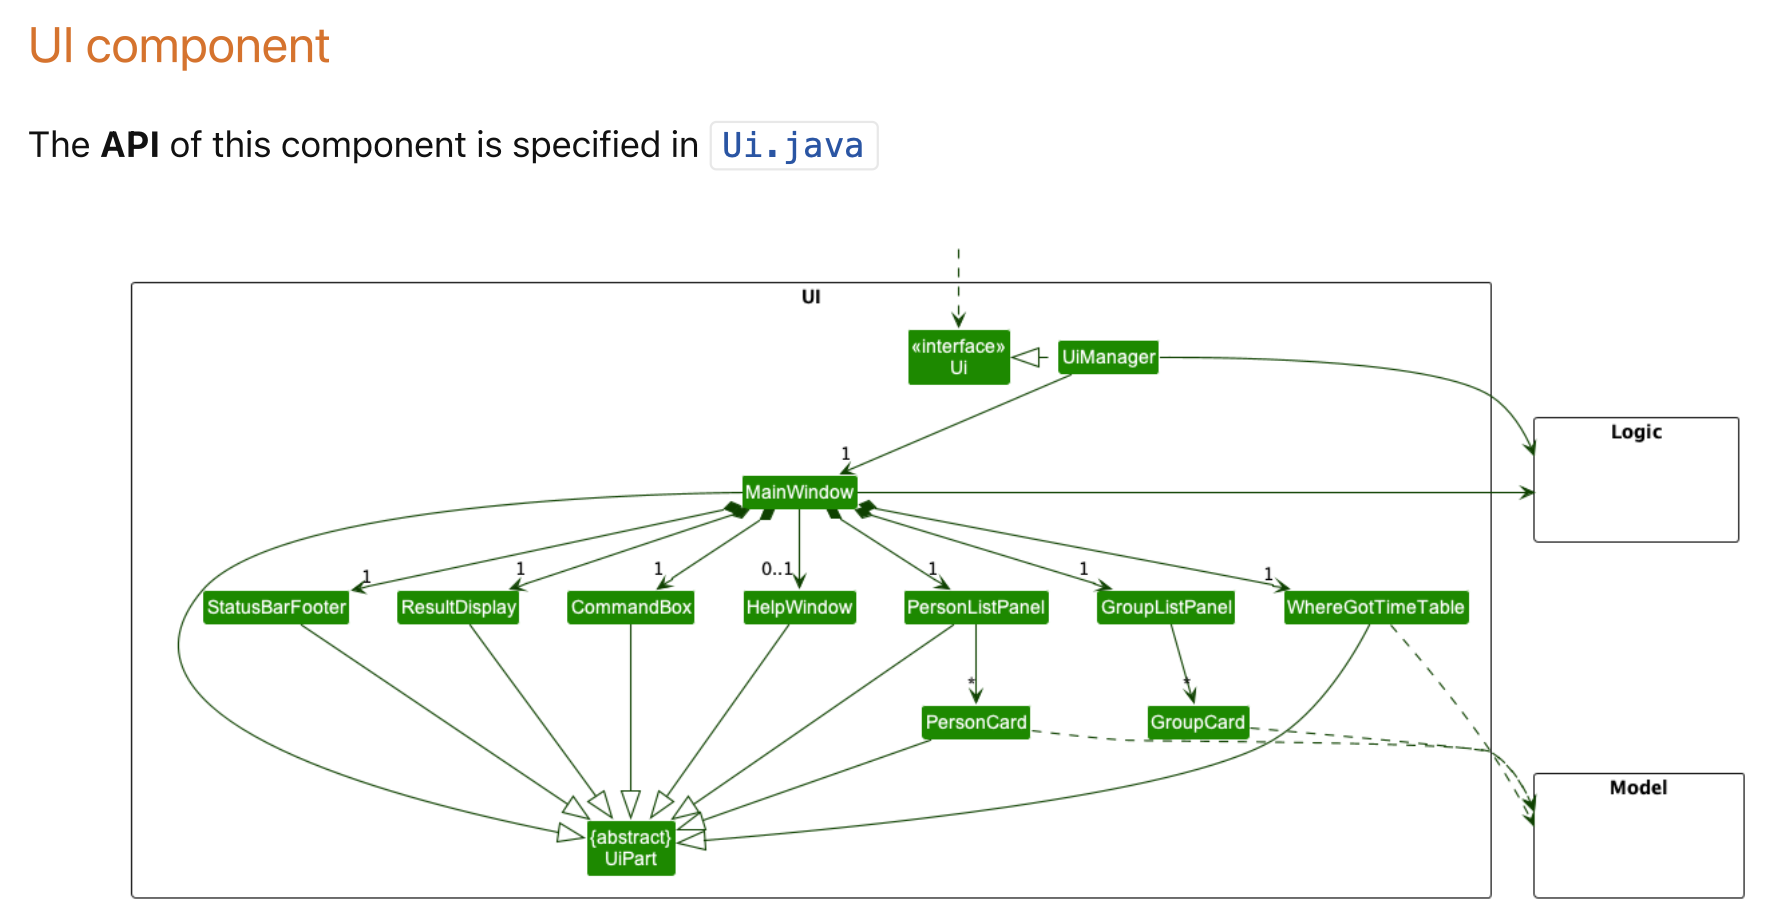 UI component
The API of this component is specified in Ui.java
UI
«interface»
Ui
UiManager
Logic
1
MainWindow
1
1
1
0..1
1
1
1
StatusBarFooter
ResultDisplay
CommandBox
HelpWindow
PersonListPanel
GroupListPanel
WhereGotTimeTable
*
*
PersonCard
GroupCard
Model
{abstract}
UiPart